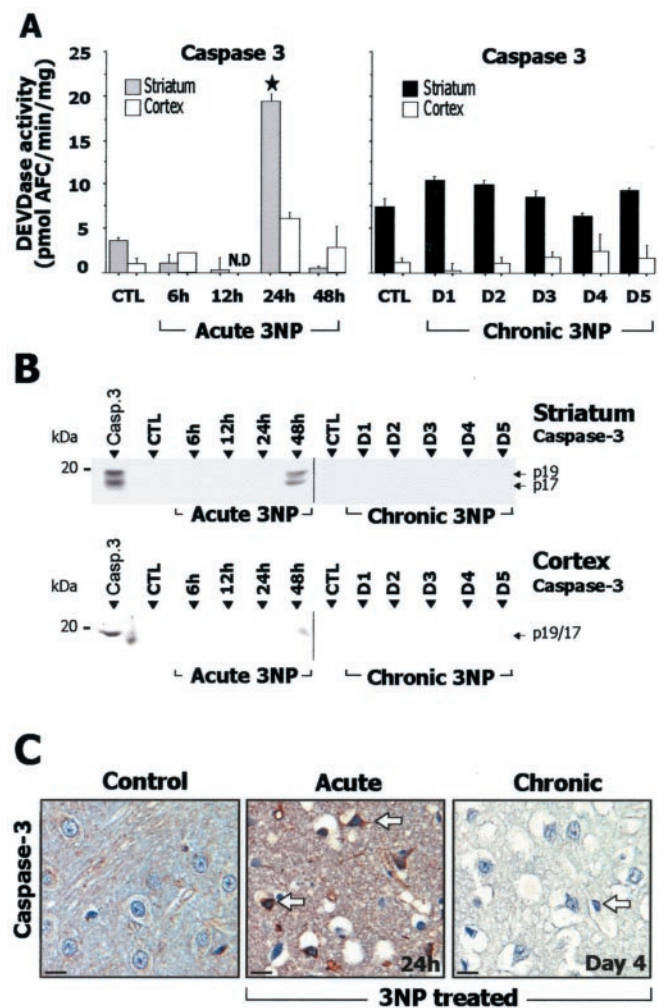 A
Caspase 3
Caspase 3
DEVDase activity
(pmol AFC/min/mg)
25
20
15
10
5
0
Striatum
Cortex
★
N.D
Striatum
Cortex
CTL 6h 12h 24h 48h
Acute 3NP
CTL D1 D2 D3 D4 D5
Chronic 3NP
B
kDa
Casp.3 CTL 6h 12h 24h 48h CTL D1 D2 D3 D4 D5
Striatum
Caspase-3
20
p19
p17
Acute 3NP
Chronic 3NP
kDa
Casp.3 CTL 6h 12h 24h 48h CTL D1 D2 D3 D4 D5
Cortex
Caspase-3
20
p19/17
Acute 3NP
Chronic 3NP
C
Control
Acute
Chronic
Caspase-3
24h
Day 4
3NP treated